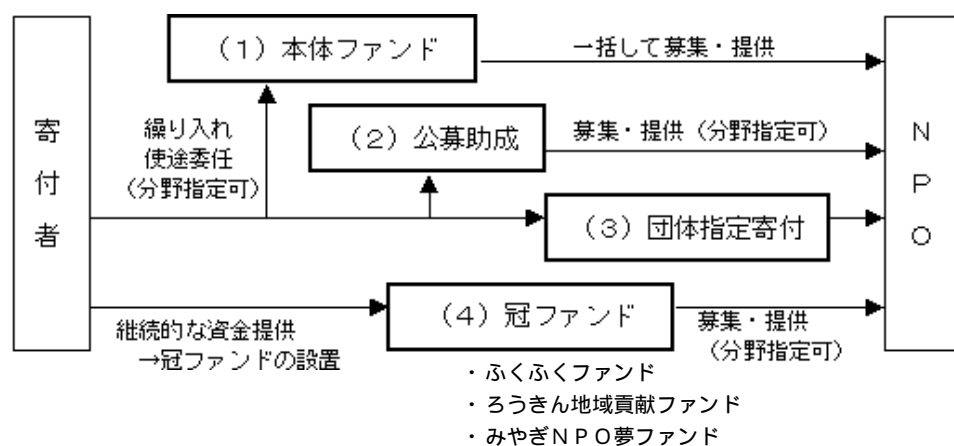 寄付者
（１）本体ファンド
一括して募集・提供
繰り入れ
使途委任
（分野指定可）
（２）公募助成
募集・提供（分野指定可）
（３）団体指定寄付
継続的な資金提供
→冠ファンドの設置
（４）冠ファンド
募集・提供
（分野指定可）
・ふくふくファンド
・ろうきん地域貢献ファンド
・みやぎＮＰＯ夢ファンド
ＮＰＯ